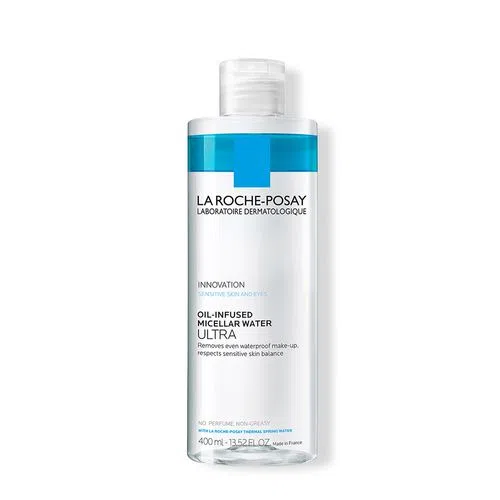 LA ROCHE-POSAY
LABORATOIRE DERMATOLOGIQUE
INNOVATION
SENSITIVE SKIN AND EYES
OIL-INFUSED
MICELLAR WATER
ULTRA
Removes even waterproof make-up,
respects sensitive skin balance
NO PERFUME. NON-GREASY
WITH LA ROCHE-POSAY THERMAL SPRING WATER
400 mL - 13.52 FL.OZ. Made in France